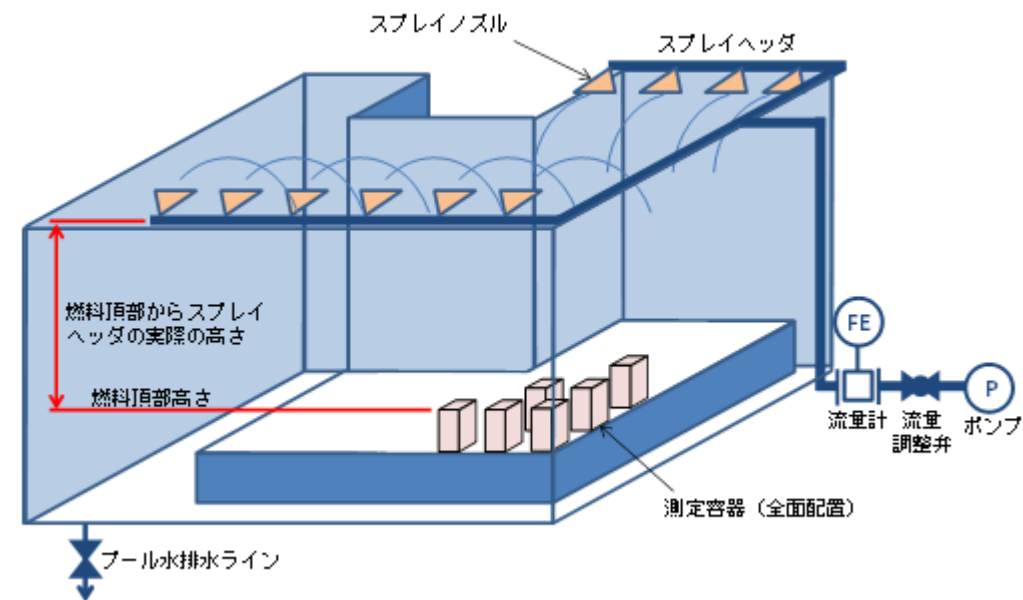 スプレイノズル
スプレイヘッダ
燃料頂部からスプレイ
ヘッダの実際の高さ
燃料頂部高さ
FE
P
流量計
流量
調整弁
ポンプ
測定容器（全面配置）
プール水排水ライン